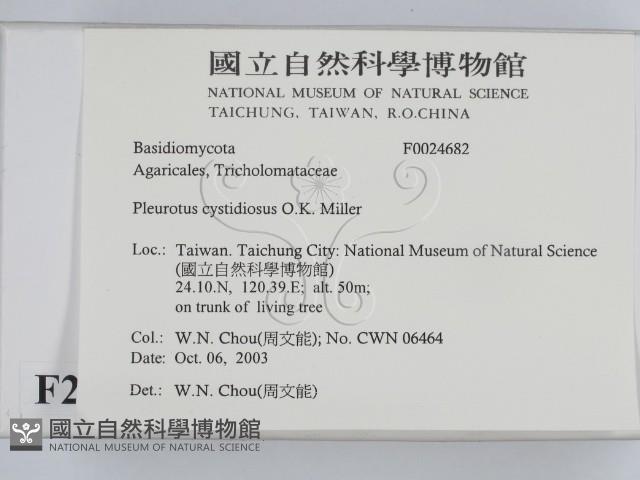 國立自然科學博物館
NATIONAL MUSEUM OF NATURAL SCIENCE
TAICHUNG, TAIWAN, R.O.CHINA
Basidiomycota F0024682
Agaricales, Tricholomataceae
Pleurotus cystidiosus O.K. Miller
Loc.: Taiwan. Taichung City: National Museum of Natural Science
(國立自然科學博物館)
24.10.N, 120.39.E; alt. 50m;
on trunk of living tree
Col.: W.N. Chou(周文能); No. CWN 06464
Date: Oct. 06, 2003
Det.: W.N. Chou(周文能)
F2
國立自然科學博物館
NATIONAL MUSEUM OF NATURAL SCIENCE